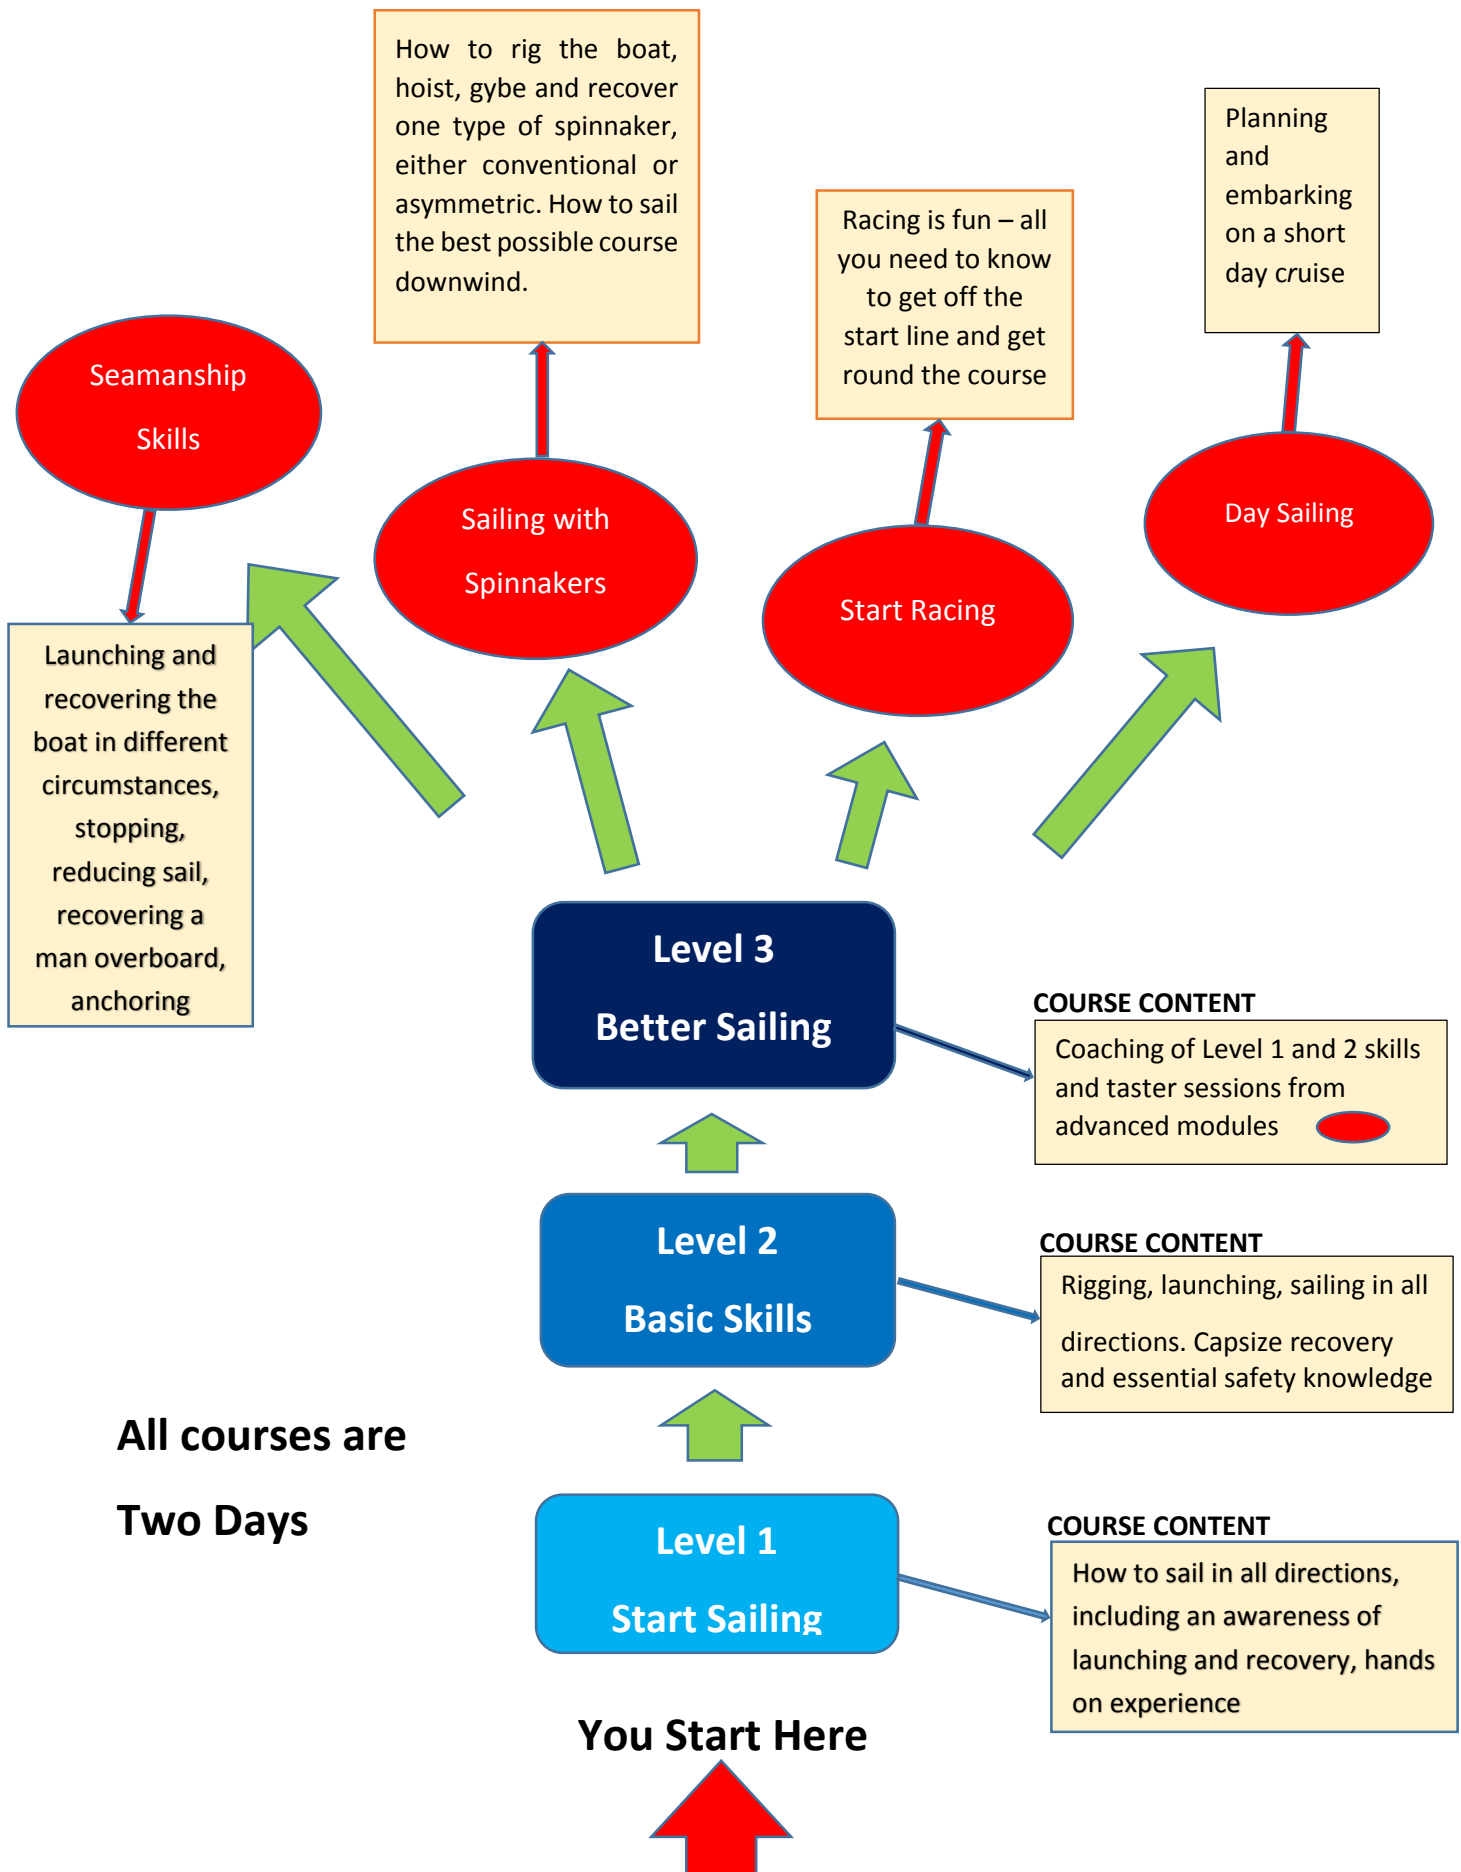 How to rig the boat,
hoist, gybe and recover
one type of spinnaker,
either conventional or
asymmetric. How to sail
the best possible course
downwind.
Planning
and
embarking
on a short
day cruise
Racing is fun – all
you need to know
to get off the
start line and get
round the course
Seamanship
Skills
Sailing with
Spinnakers
Start Racing
Day Sailing
Launching and
recovering the
boat in different
circumstances,
stopping,
reducing sail,
recovering a
man overboard,
anchoring
Level 3
Better Sailing
COURSE CONTENT
Coaching of Level 1 and 2 skills
and taster sessions from
advanced modules
Level 2
Basic Skills
COURSE CONTENT
Rigging, launching, sailing in all
directions. Capsize recovery
and essential safety knowledge
All courses are
Two Days
Level 1
Start Sailing
COURSE CONTENT
How to sail in all directions,
including an awareness of
launching and recovery, hands
on experience
You Start Here